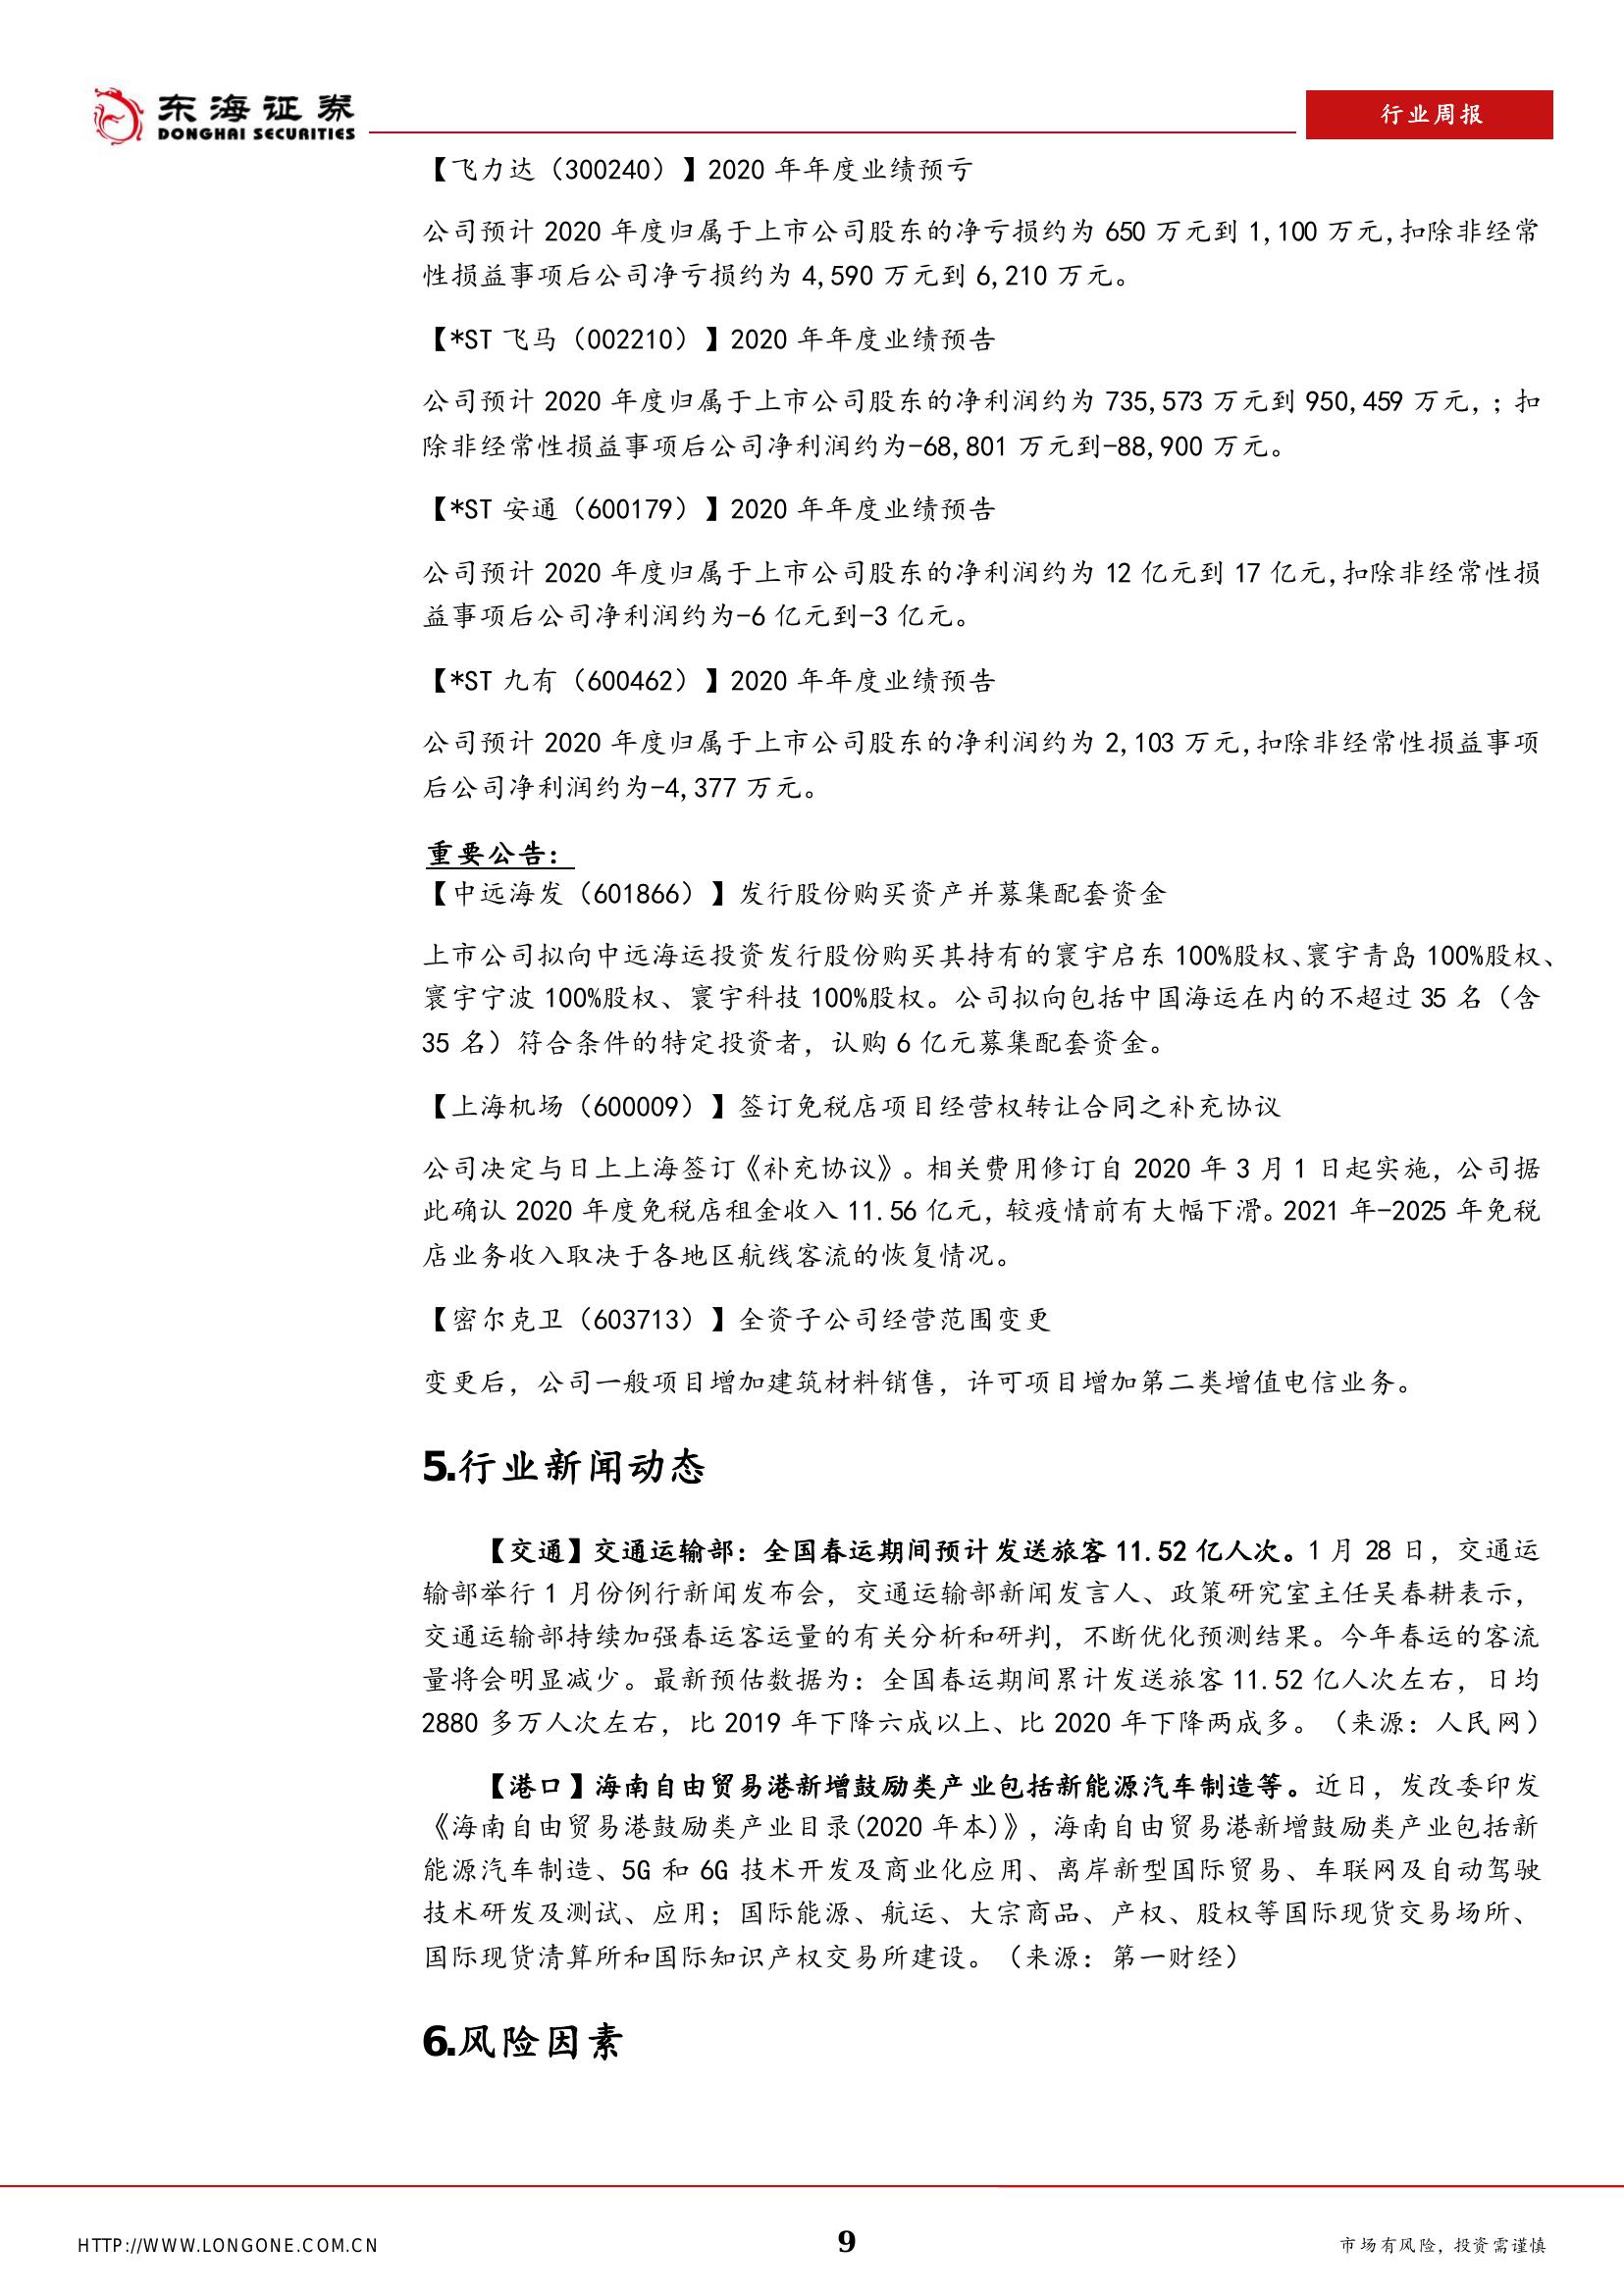 东海证券
DONGHAI SECURITIES
行业周报
【飞力达（300240）】2020 年年度业绩预亏
公司预计 2020 年度归属于上市公司股东的净亏损约为 650 万元到 1,100 万元,扣除非经常
性损益事项后公司净亏损约为 4,590 万元到 6,210 万元。
【*ST 飞马（002210）】2020 年年度业绩预告
公司预计 2020 年度归属于上市公司股东的净利润约为 735,573 万元到 950,459 万元,；扣
除非经常性损益事项后公司净利润约为-68,801 万元到-88,900 万元。
【*ST 安通（600179）】2020 年年度业绩预告
公司预计 2020 年度归属于上市公司股东的净利润约为 12 亿元到 17 亿元,扣除非经常性损
益事项后公司净利润约为-6 亿元到-3 亿元。
【*ST 九有（600462）】2020 年年度业绩预告
公司预计 2020 年度归属于上市公司股东的净利润约为 2,103 万元,扣除非经常性损益事项
后公司净利润约为-4,377 万元。
重要公告：
【中远海发（601866）】发行股份购买资产并募集配套资金
上市公司拟向中远海运投资发行股份购买其持有的寰宇启东 100%股权、寰宇青岛 100%股权、
寰宇宁波 100%股权、寰宇科技 100%股权。公司拟向包括中国海运在内的不超过 35 名（含
35 名）符合条件的特定投资者，认购 6 亿元募集配套资金。
【上海机场（600009）】签订免税店项目经营权转让合同之补充协议
公司决定与日上上海签订《补充协议》。相关费用修订自 2020 年 3 月 1 日起实施，公司据
此确认 2020 年度免税店租金收入 11.56 亿元，较疫情前有大幅下滑。2021 年-2025 年免税
店业务收入取决于各地区航线客流的恢复情况。
【密尔克卫（603713）】全资子公司经营范围变更
变更后，公司一般项目增加建筑材料销售，许可项目增加第二类增值电信业务。
5.行业新闻动态
【交通】交通运输部：全国春运期间预计发送旅客 11.52 亿人次。1 月 28 日，交通运
输部举行 1 月份例行新闻发布会，交通运输部新闻发言人、政策研究室主任吴春耕表示，
交通运输部持续加强春运客运量的有关分析和研判，不断优化预测结果。今年春运的客流
量将会明显减少。最新预估数据为：全国春运期间累计发送旅客 11.52 亿人次左右，日均
2880 多万人次左右，比 2019 年下降六成以上、比 2020 年下降两成多。（来源：人民网）
【港口】海南自由贸易港新增鼓励类产业包括新能源汽车制造等。近日，发改委印发
《海南自由贸易港鼓励类产业目录(2020 年本)》，海南自由贸易港新增鼓励类产业包括新
能源汽车制造、5G 和 6G 技术开发及商业化应用、离岸新型国际贸易、车联网及自动驾驶
技术研发及测试、应用；国际能源、航运、大宗商品、产权、股权等国际现货交易场所、
国际现货清算所和国际知识产权交易所建设。（来源：第一财经）
6.风险因素
HTTP://WWW.LONGONE.COM.CN
9
市场有风险，投资需谨慎